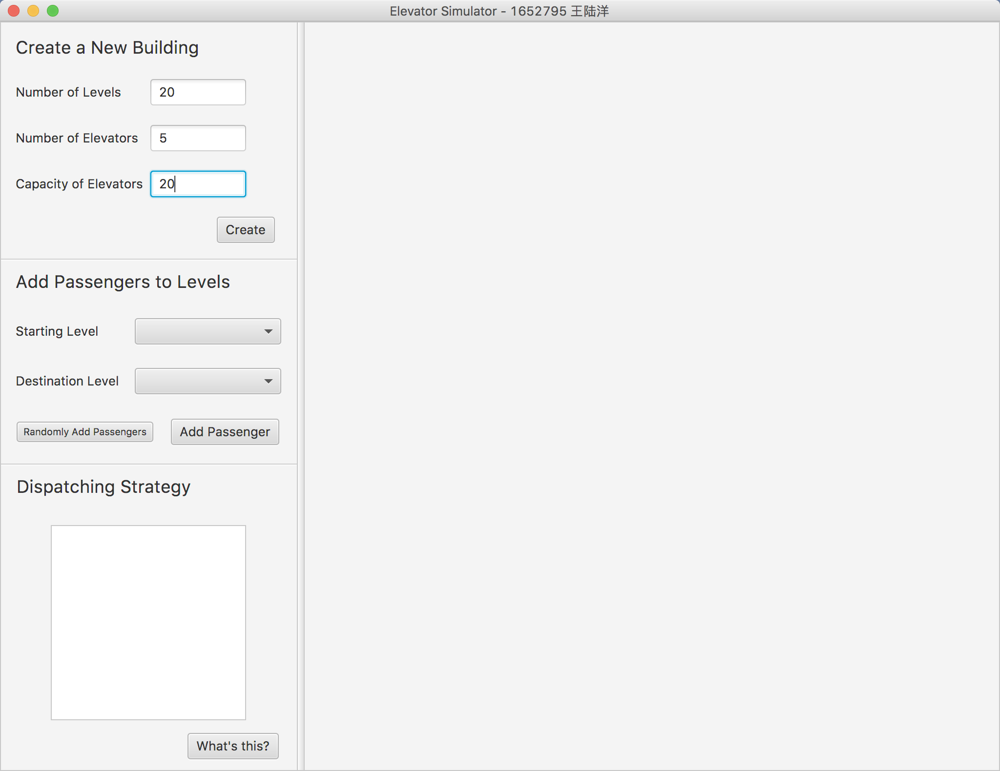 Elevator Simulator - 1652795 王陆洋
Create a New Building
Number of Levels 20
Number of Elevators 5
Capacity of Elevators 20
Create
Add Passengers to Levels
Starting Level
Destination Level
Randomly Add Passengers Add Passenger
Dispatching Strategy
What's this?